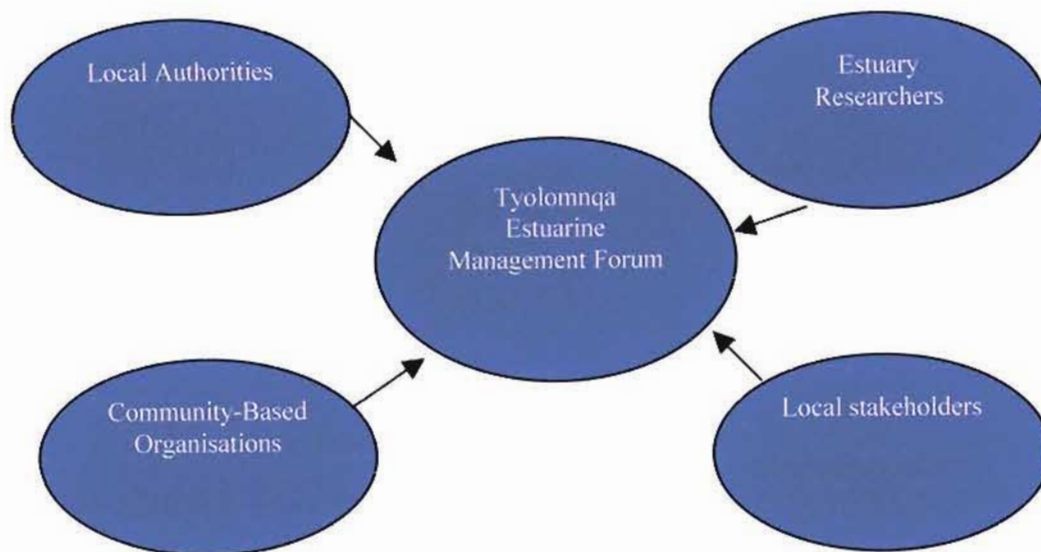 Local Authorities
Estuary
Researchers
Tyolomnqa
Estuarine
Management Forum
Community-Based
Organisations
Local stakeholders